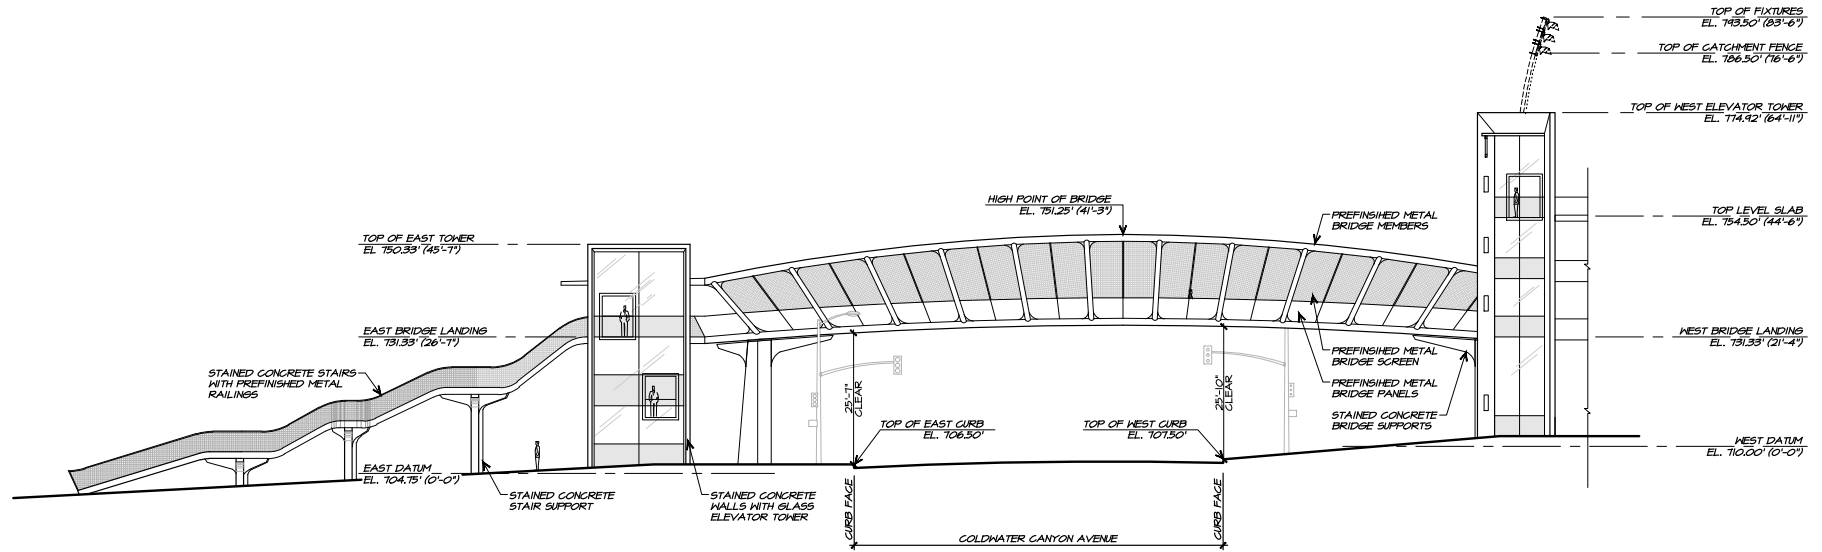 TOP OF FIXTURES
EL. 793.50' (83'-6")
TOP OF CATCHMENT FENCE
EL. 786.50' (76'-6")
TOP OF WEST ELEVATOR TOWER
EL. 774.92' (64'-11")
HIGH POINT OF BRIDGE
EL. 751.25' (41'-3")
PREFINSIHED METAL
BRIDGE MEMBERS
TOP LEVEL SLAB
EL. 754.50' (44'-6")
TOP OF EAST TOWER
EL 750.33' (45'-7")
EAST BRIDGE LANDING
EL. 731.33' (26'-7")
WEST BRIDGE LANDING
EL. 731.33' (21'-4")
STAINED CONCRETE STAIRS
WITH PREFINISHED METAL
RAILINGS
PREFINSIHED METAL
BRIDGE SCREEN
PREFINSIHED METAL
BRIDGE PANELS
STAINED CONCRETE
BRIDGE SUPPORTS
25'-7"
CLEAR
25'-10"
CLEAR
TOP OF EAST CURB
EL. 706.50'
TOP OF WEST CURB
EL. 707.50'
WEST DATUM
EL. 710.00' (0'-0")
EAST DATUM
EL. 704.75' (0'-0")
STAINED CONCRETE
STAIR SUPPORT
STAINED CONCRETE
WALLS WITH GLASS
ELEVATOR TOWER
CURB FACE
CURB FACE
COLDWATER CANYON AVENUE